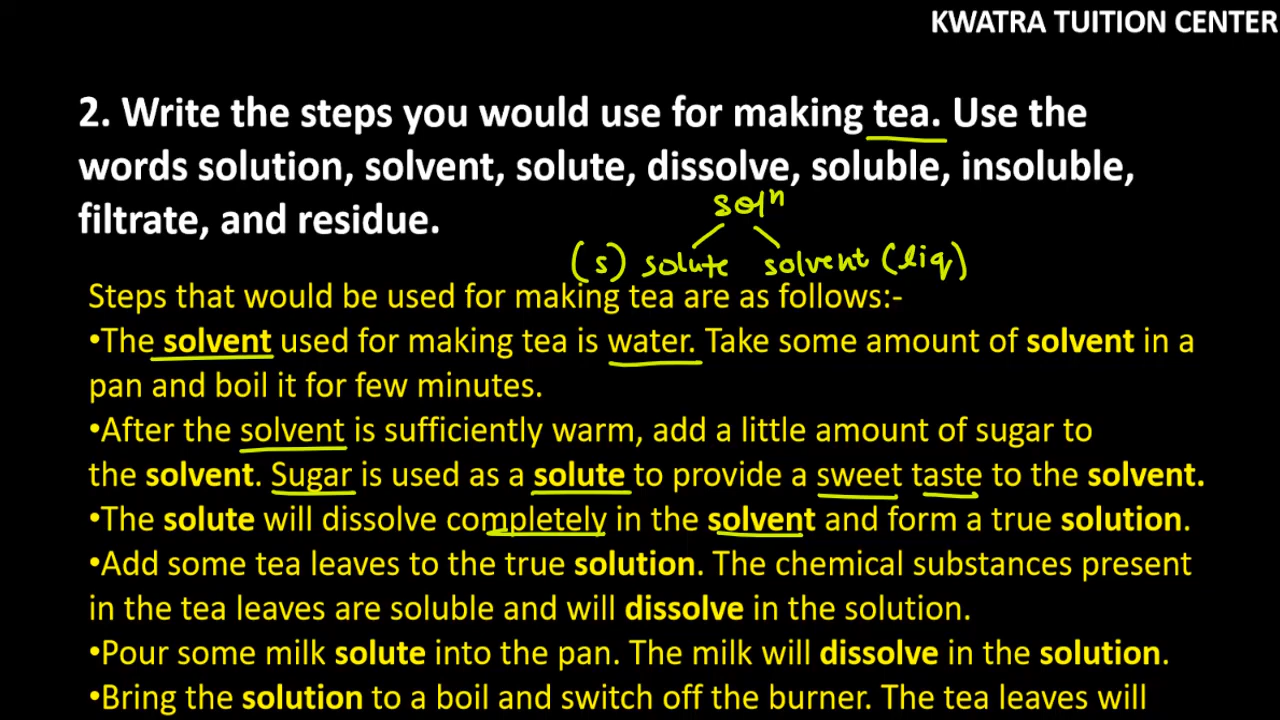 KWATRA TUITION CENTER
2. Write the steps you would use for making tea. Use the
words solution, solvent, solute, dissolve, soluble, insoluble,
filtrate, and residue.
solⁿ
(s) solute solvent (liq)
Steps that would be used for making tea are as follows:-
•The solvent used for making tea is water. Take some amount of solvent in a
pan and boil it for few minutes.
•After the solvent is sufficiently warm, add a little amount of sugar to
the solvent. Sugar is used as a solute to provide a sweet taste to the solvent.
•The solute will dissolve completely in the solvent and form a true solution.
•Add some tea leaves to the true solution. The chemical substances present
in the tea leaves are soluble and will dissolve in the solution.
•Pour some milk solute into the pan. The milk will dissolve in the solution.
•Bring the solution to a boil and switch off the burner. The tea leaves will